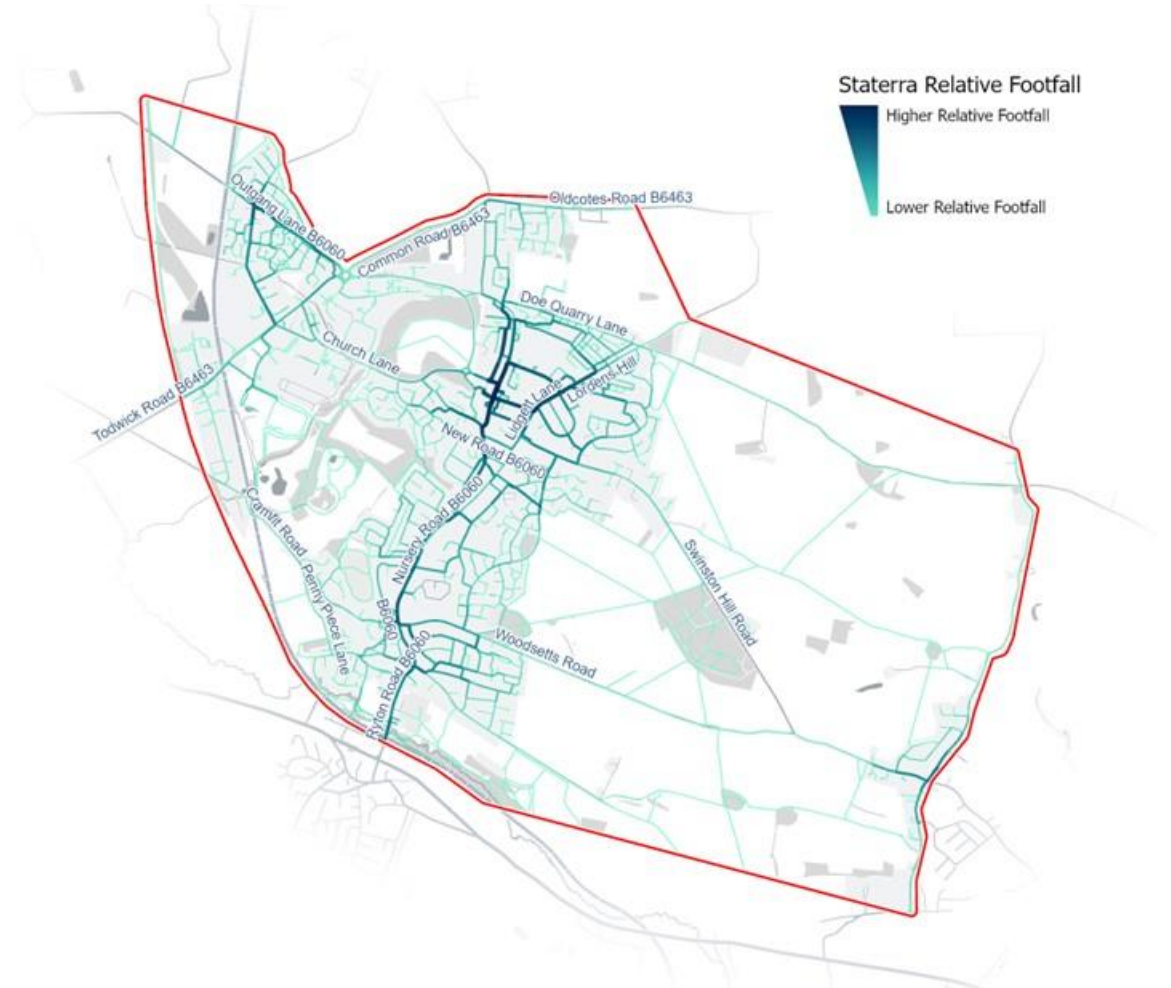 Staterra Relative Footfall
Higher Relative Footfall
Lower Relative Footfall
Outgang Lane B6060
Oldcotes Road B6463
Common Road B6463
Doe Quarry Lane
Church Lane
Lordens Hill
Lidgett Lane
Todwick Road B6463
New Road B6060
Nursery Road B6060
Cramfit Road
Penny Piece Lane
Swinston Hill Road
B6060
Woodsetts Road
Ryton Road B6060